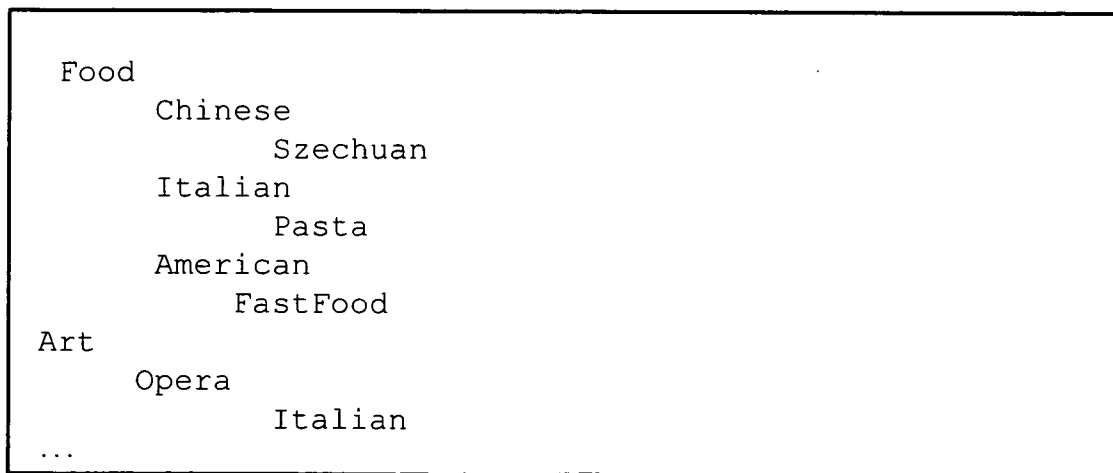 Food
Chinese
Szechuan
Italian
Pasta
American
FastFood
Art
Opera
Italian
...